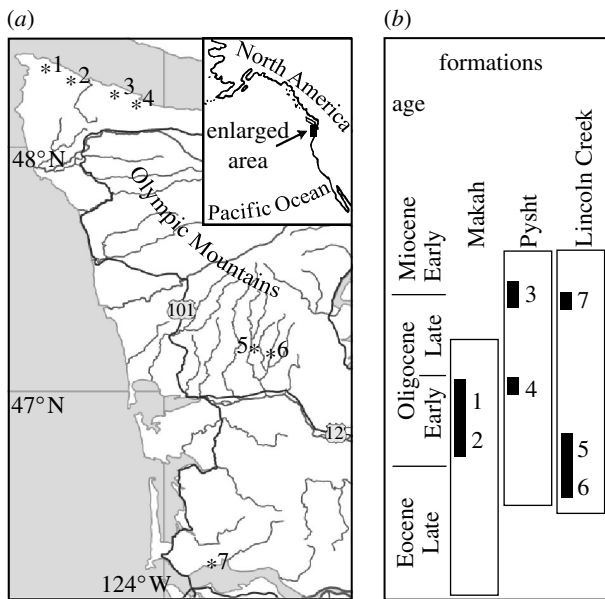 (a)
*1
*2
3
*
*4
North America
enlarged
area
Pacific Ocean
48°N
Olympic Mountains
101
5
*
*6
47°N
12
*7
124°W
(b)
formations
age
Makah
Pysht
Lincoln Creek
Miocene
Early
3
7
Oligocene
Late
Early
4
1
2
5
6
Eocene
Late